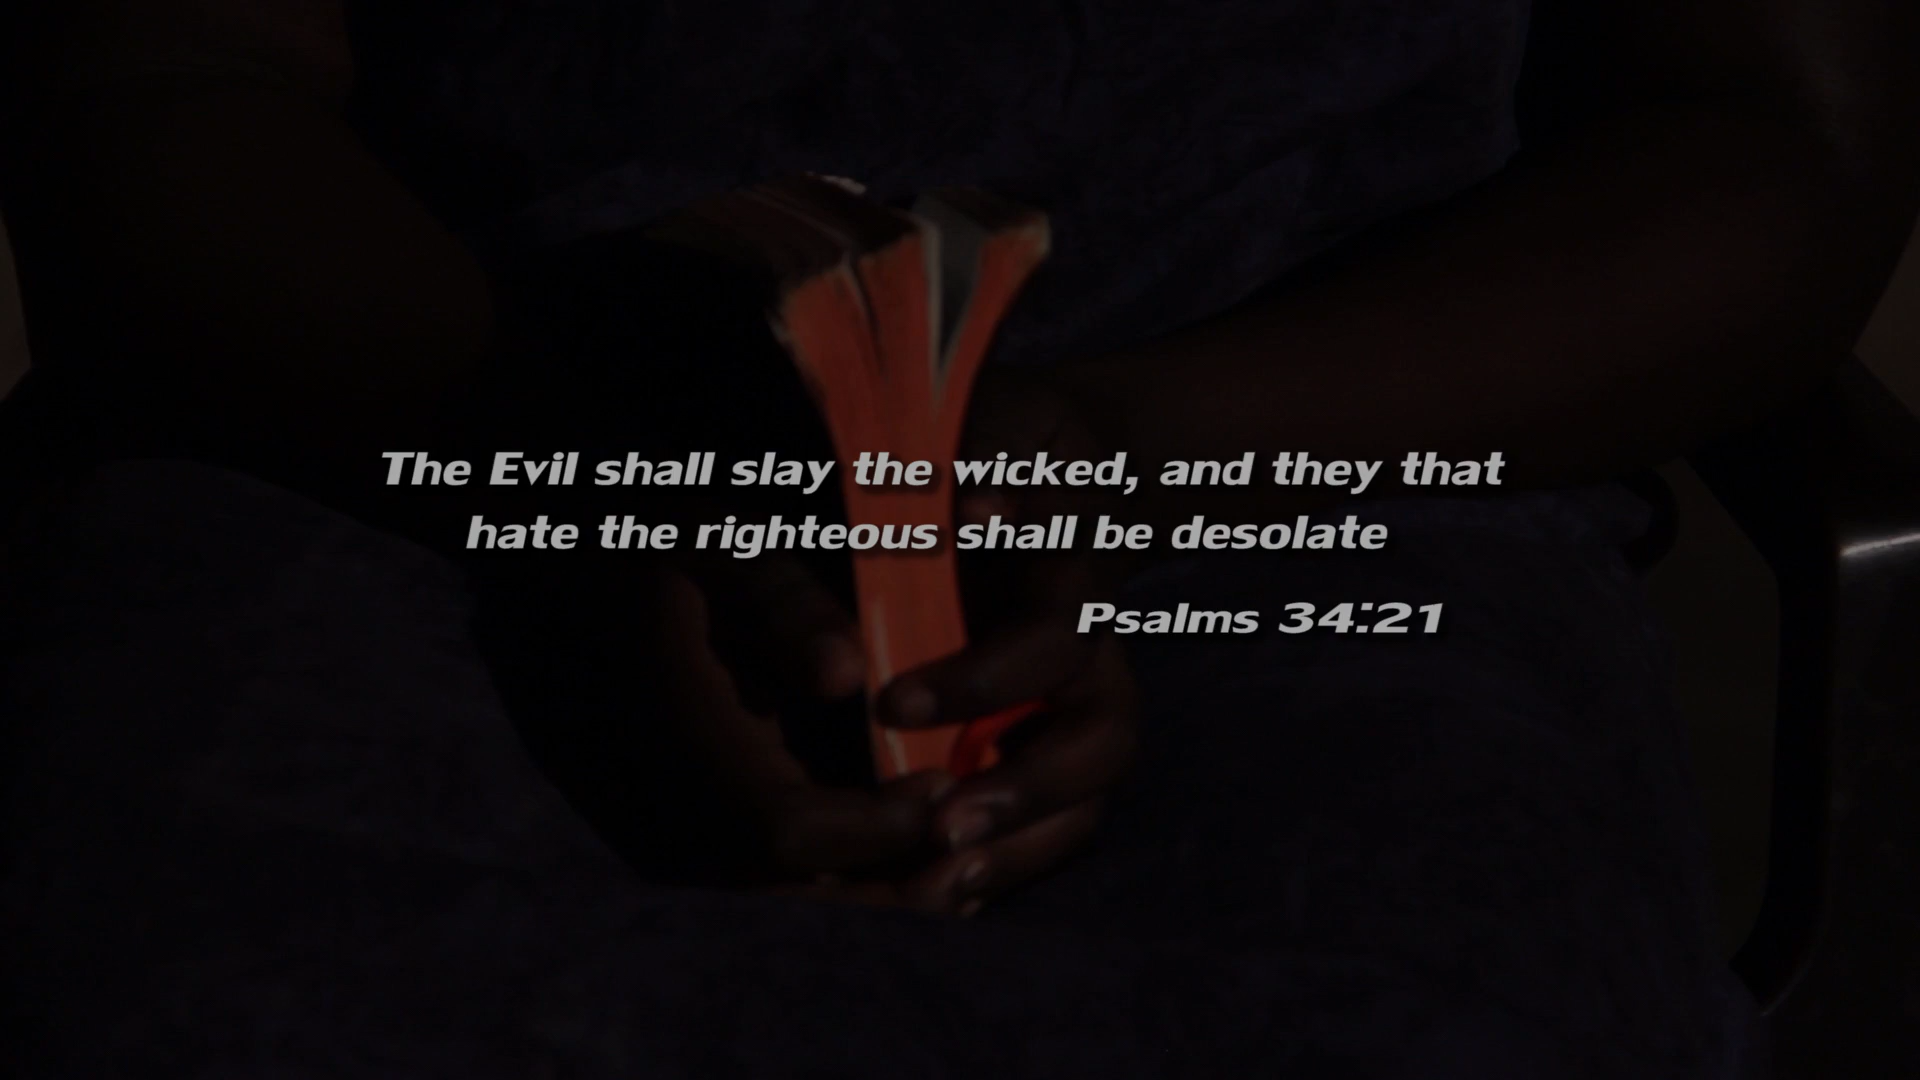 The Evil shall slay the wicked, and they that
hate the righteous shall be desolate
Psalms 34:21